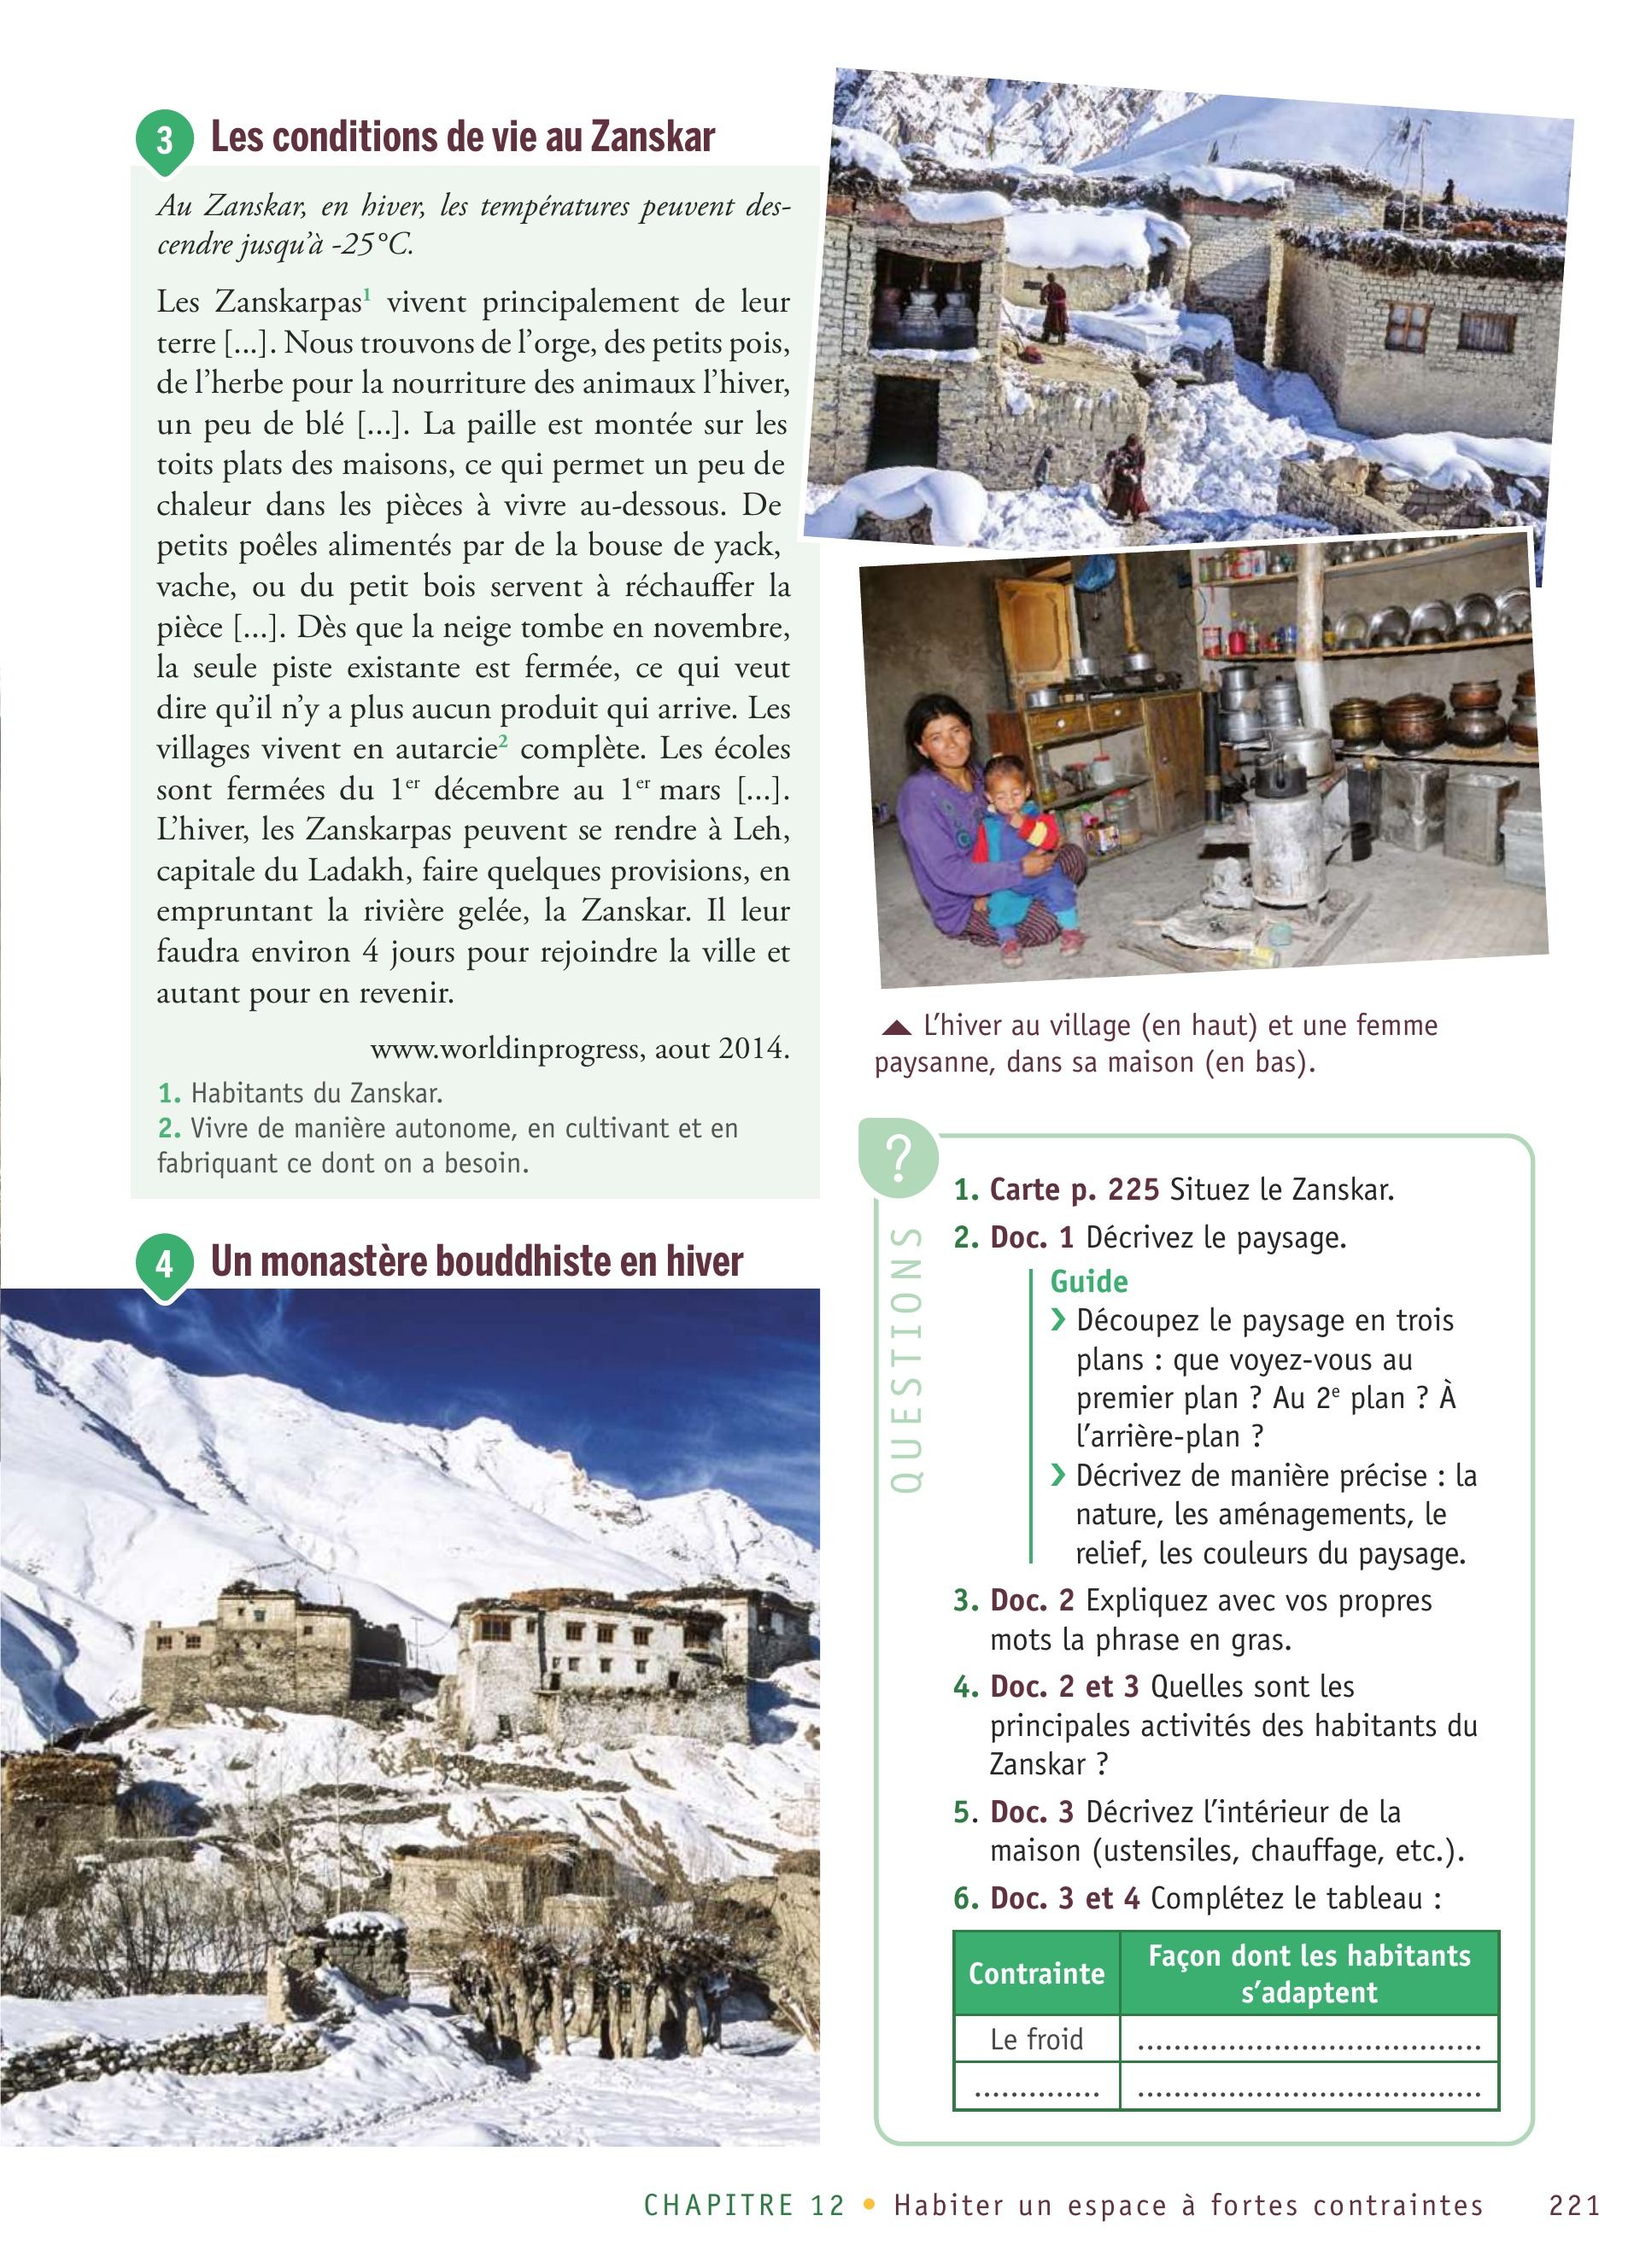 3 Les conditions de vie au Zanskar
Au Zanskar, en hiver, les températures peuvent des-
cendre jusqu'à -25°C.
Les Zanskarpas1 vivent principalement de leur
terre [...]. Nous trouvons de l'orge, des petits pois,
de l'herbe pour la nourriture des animaux l'hiver,
un peu de blé [...]. La paille est montée sur les
toits plats des maisons, ce qui permet un peu de
chaleur dans les pièces à vivre au-dessous. De
petits poêles alimentés par de la bouse de yack,
vache, ou du petit bois servent à réchauffer la
pièce [...]. Dès que la neige tombe en novembre,
la seule piste existante est fermée, ce qui veut
dire qu'il n'y a plus aucun produit qui arrive. Les
villages vivent en autarcie2 complète. Les écoles
sont fermées du 1er décembre au 1er mars [...].
L'hiver, les Zanskarpas peuvent se rendre à Leh,
capitale du Ladakh, faire quelques provisions, en
empruntant la rivière gelée, la Zanskar. Il leur
faudra environ 4 jours pour rejoindre la ville et
autant pour en revenir.
www.worldinprogress, aout 2014.
1. Habitants du Zanskar.
2. Vivre de manière autonome, en cultivant et en
fabriquant ce dont on a besoin.
L'hiver au village (en haut) et une femme
paysanne, dans sa maison (en bas).
4 Un monastère bouddhiste en hiver
?
QUESTIONS
1. Carte p. 225 Situez le Zanskar.
2. Doc. 1 Décrivez le paysage.
Guide
› Découpez le paysage en trois
plans : que voyez-vous au
premier plan ? Au 2e plan ? À
l'arrière-plan ?
› Décrivez de manière précise : la
nature, les aménagements, le
relief, les couleurs du paysage.
3. Doc. 2 Expliquez avec vos propres
mots la phrase en gras.
4. Doc. 2 et 3 Quelles sont les
principales activités des habitants du
Zanskar ?
5. Doc. 3 Décrivez l'intérieur de la
maison (ustensiles, chauffage, etc.).
6. Doc. 3 et 4 Complétez le tableau :
Contrainte
Façon dont les habitants
s'adaptent
Le froid ......................................
.............. ......................................
CHAPITRE 12 • Habiter un espace à fortes contraintes 221